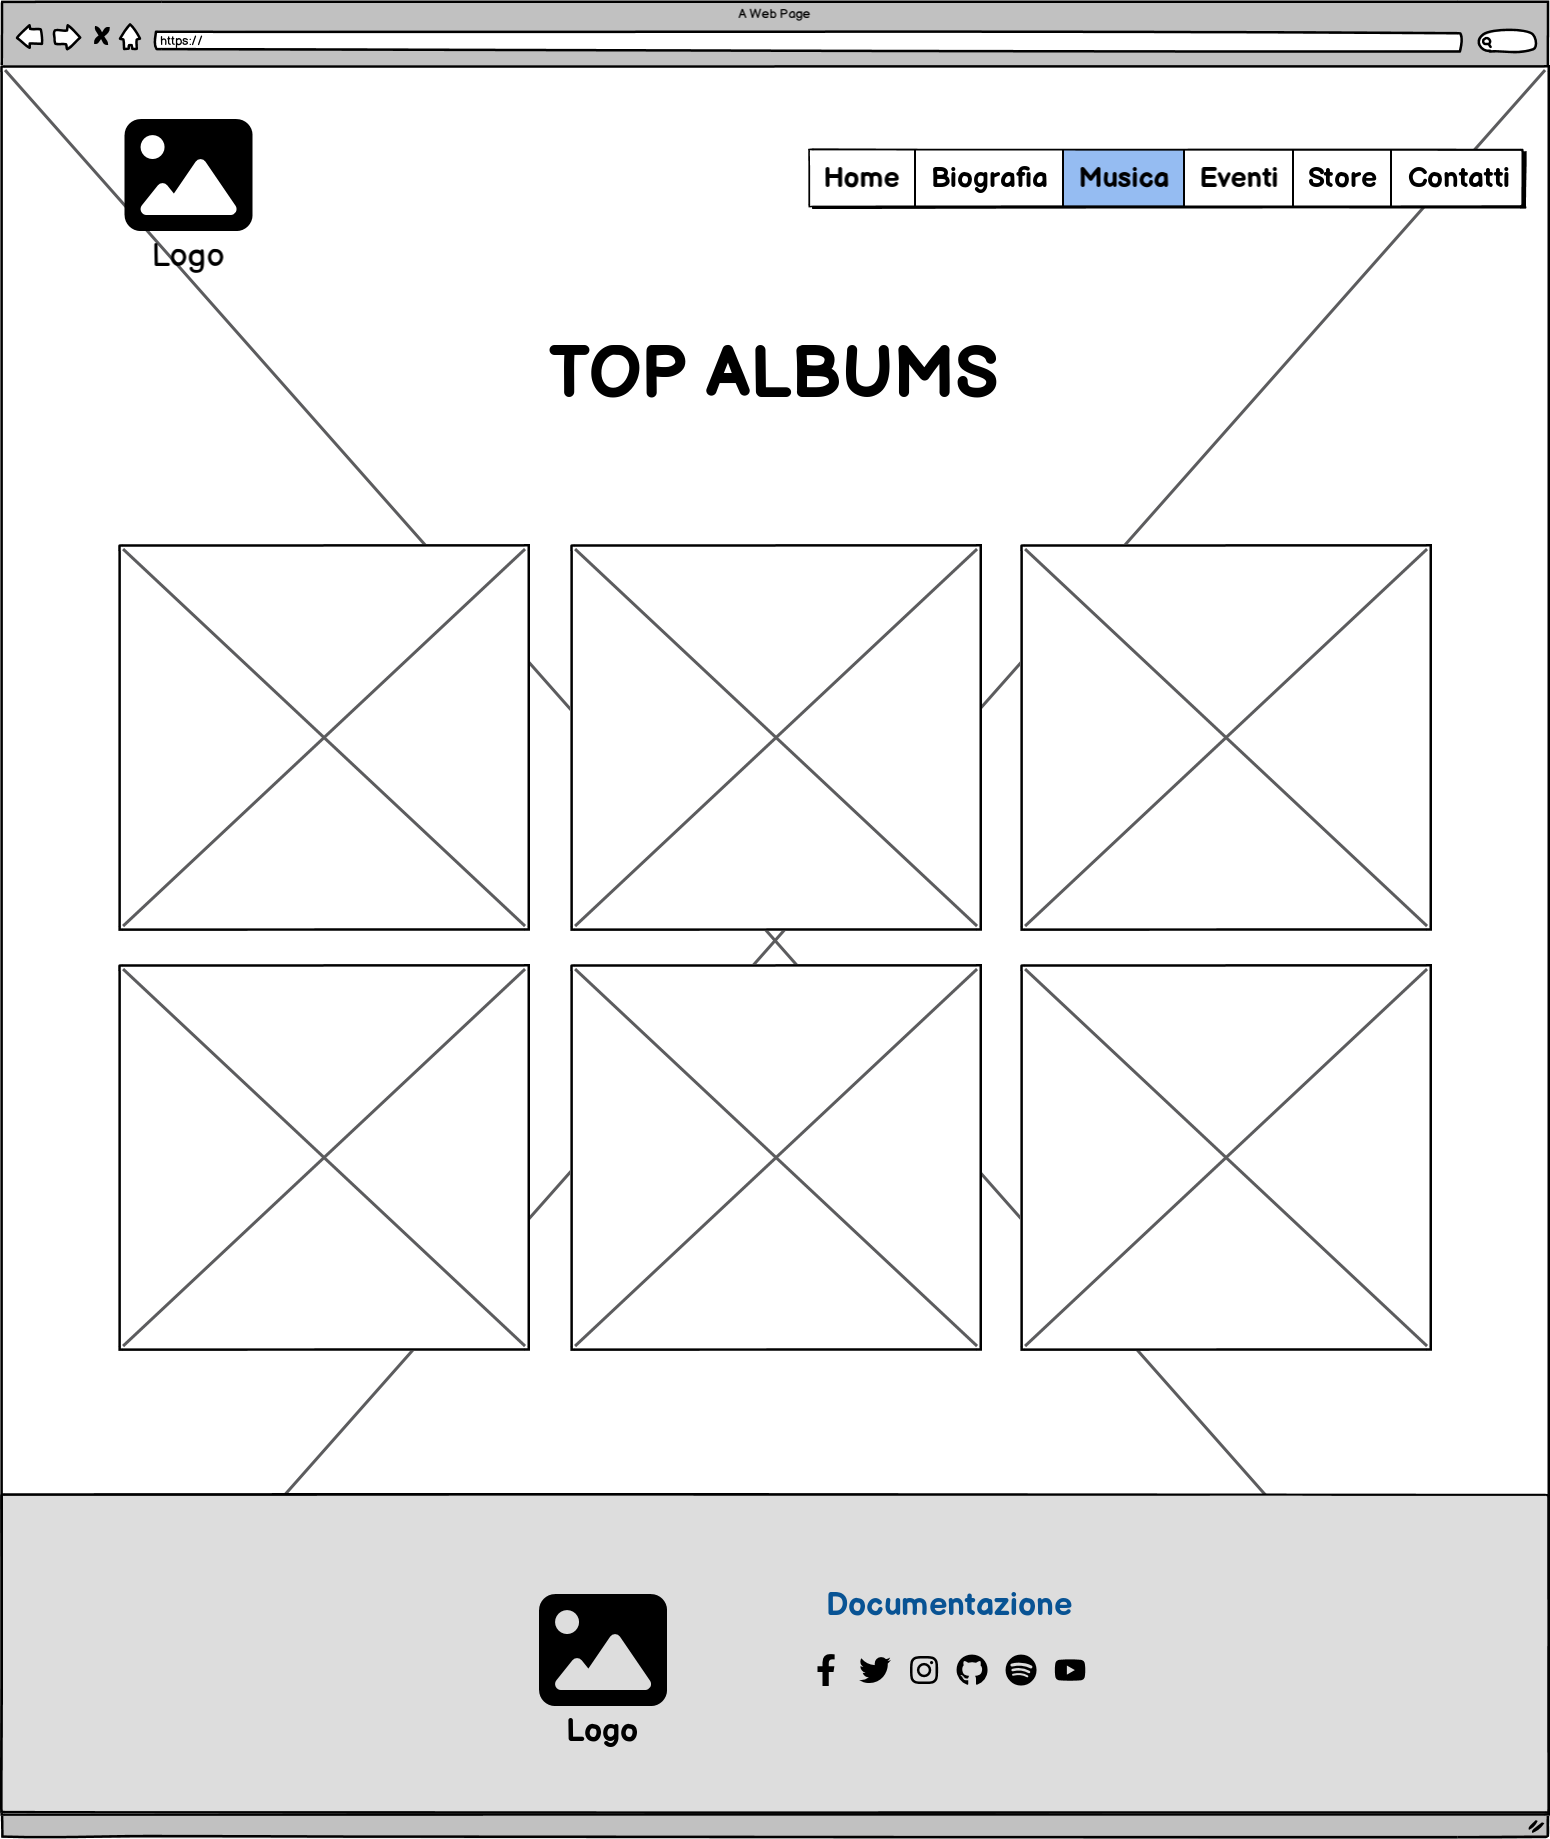 A Web Page
https://
Home Biografia Musica Eventi Store Contatti
Logo
TOP ALBUMS
Documentazione
Logo